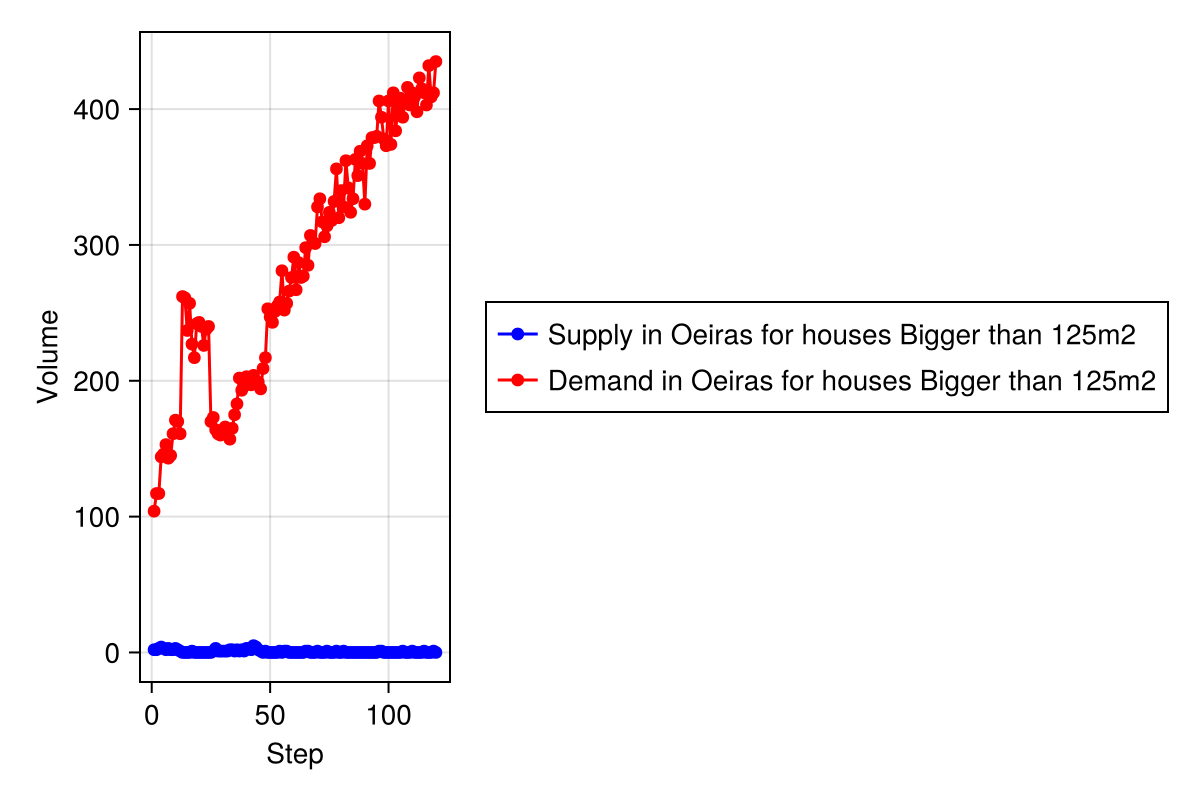 400
300
200
100
0
Volume
0 50 100
Step
Supply in Oeiras for houses Bigger than 125m2
Demand in Oeiras for houses Bigger than 125m2